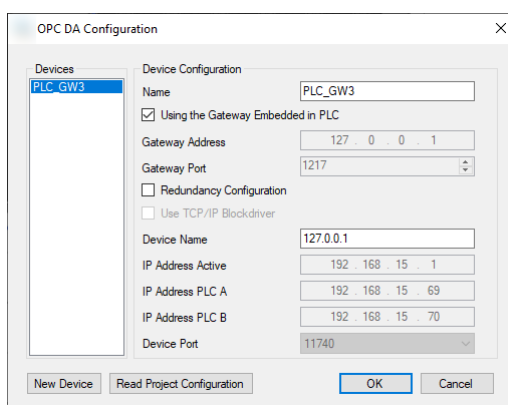 OPC DA Configuration
Devices
PLC_GW3
Device Configuration
Name PLC_GW3
Using the Gateway Embedded in PLC
Gateway Address 127 . 0 . 0 . 1
Gateway Port 1217
Redundancy Configuration
Use TCP/IP Blockdriver
Device Name 127.0.0.1
IP Address Active 192 . 168 . 15 . 1
IP Address PLC A 192 . 168 . 15 . 69
IP Address PLC B 192 . 168 . 15 . 70
Device Port 11740
New Device Read Project Configuration OK Cancel